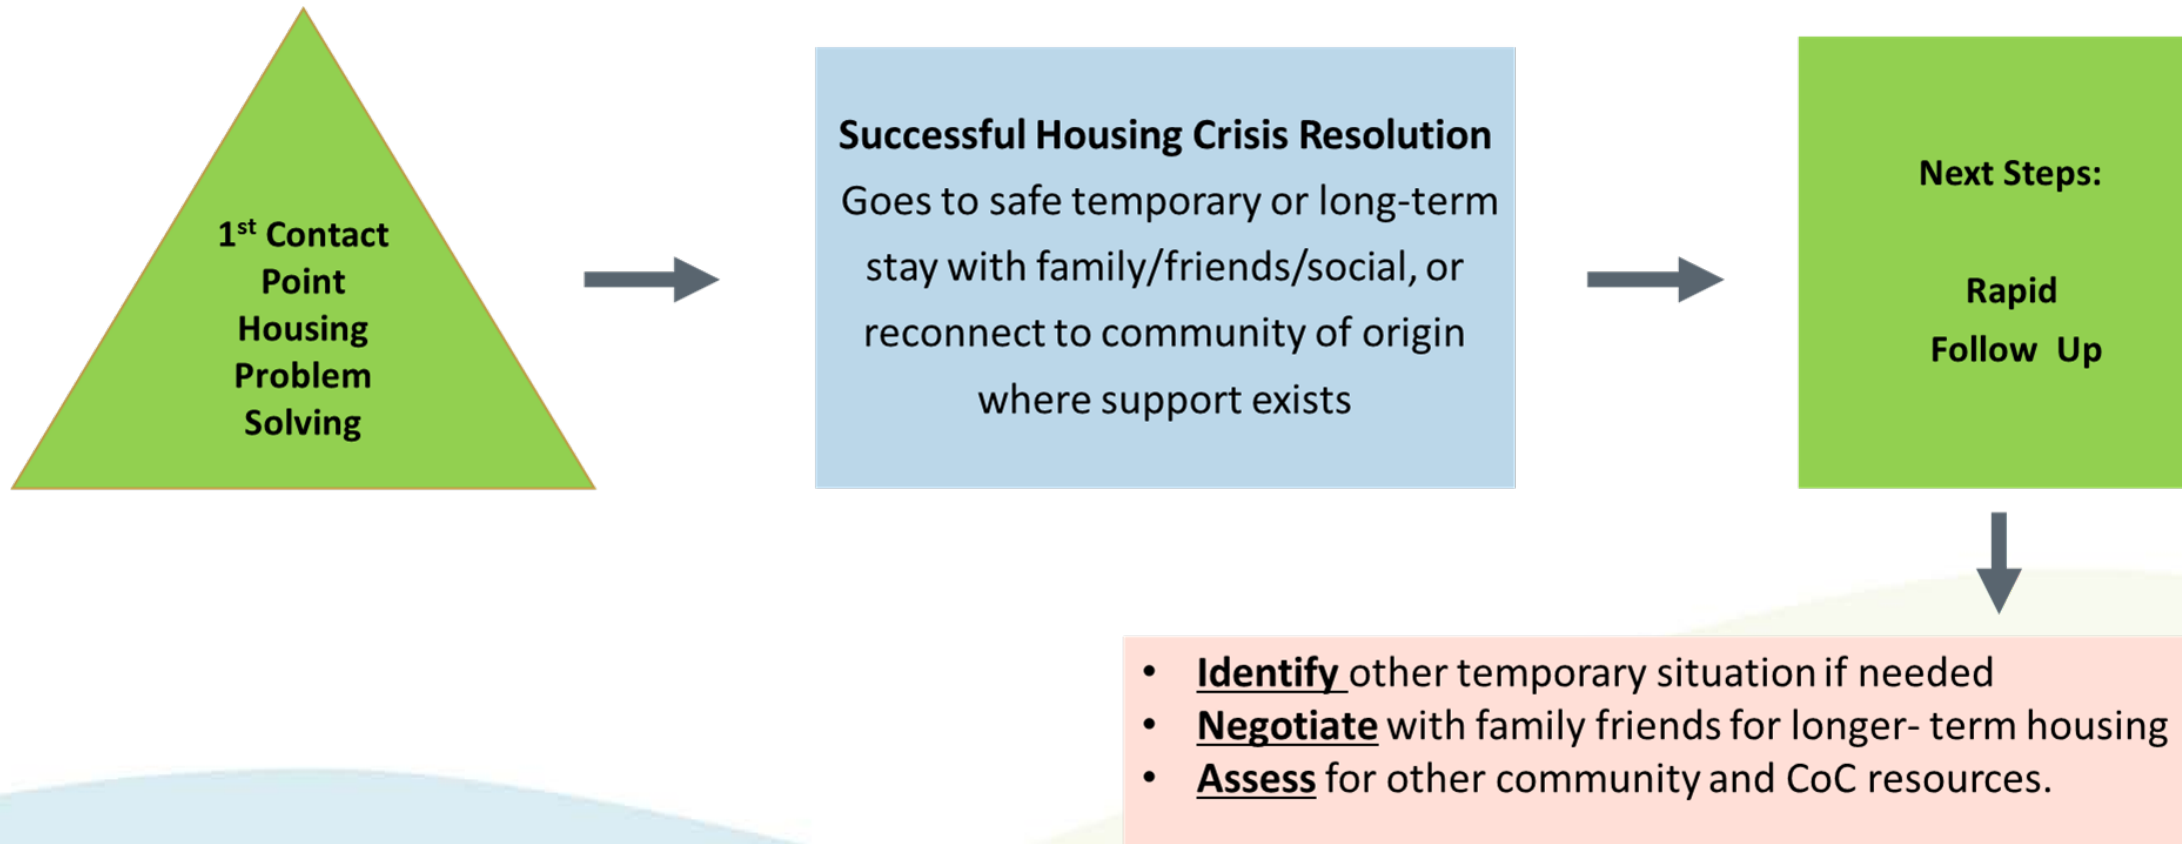 1st Contact
Point
Housing
Problem
Solving
Successful Housing Crisis Resolution
Goes to safe temporary or long-term
stay with family/friends/social, or
reconnect to community of origin
where support exists
Next Steps:
Rapid
Follow Up
• Identify other temporary situation if needed
• Negotiate with family friends for longer- term housing
• Assess for other community and CoC resources.